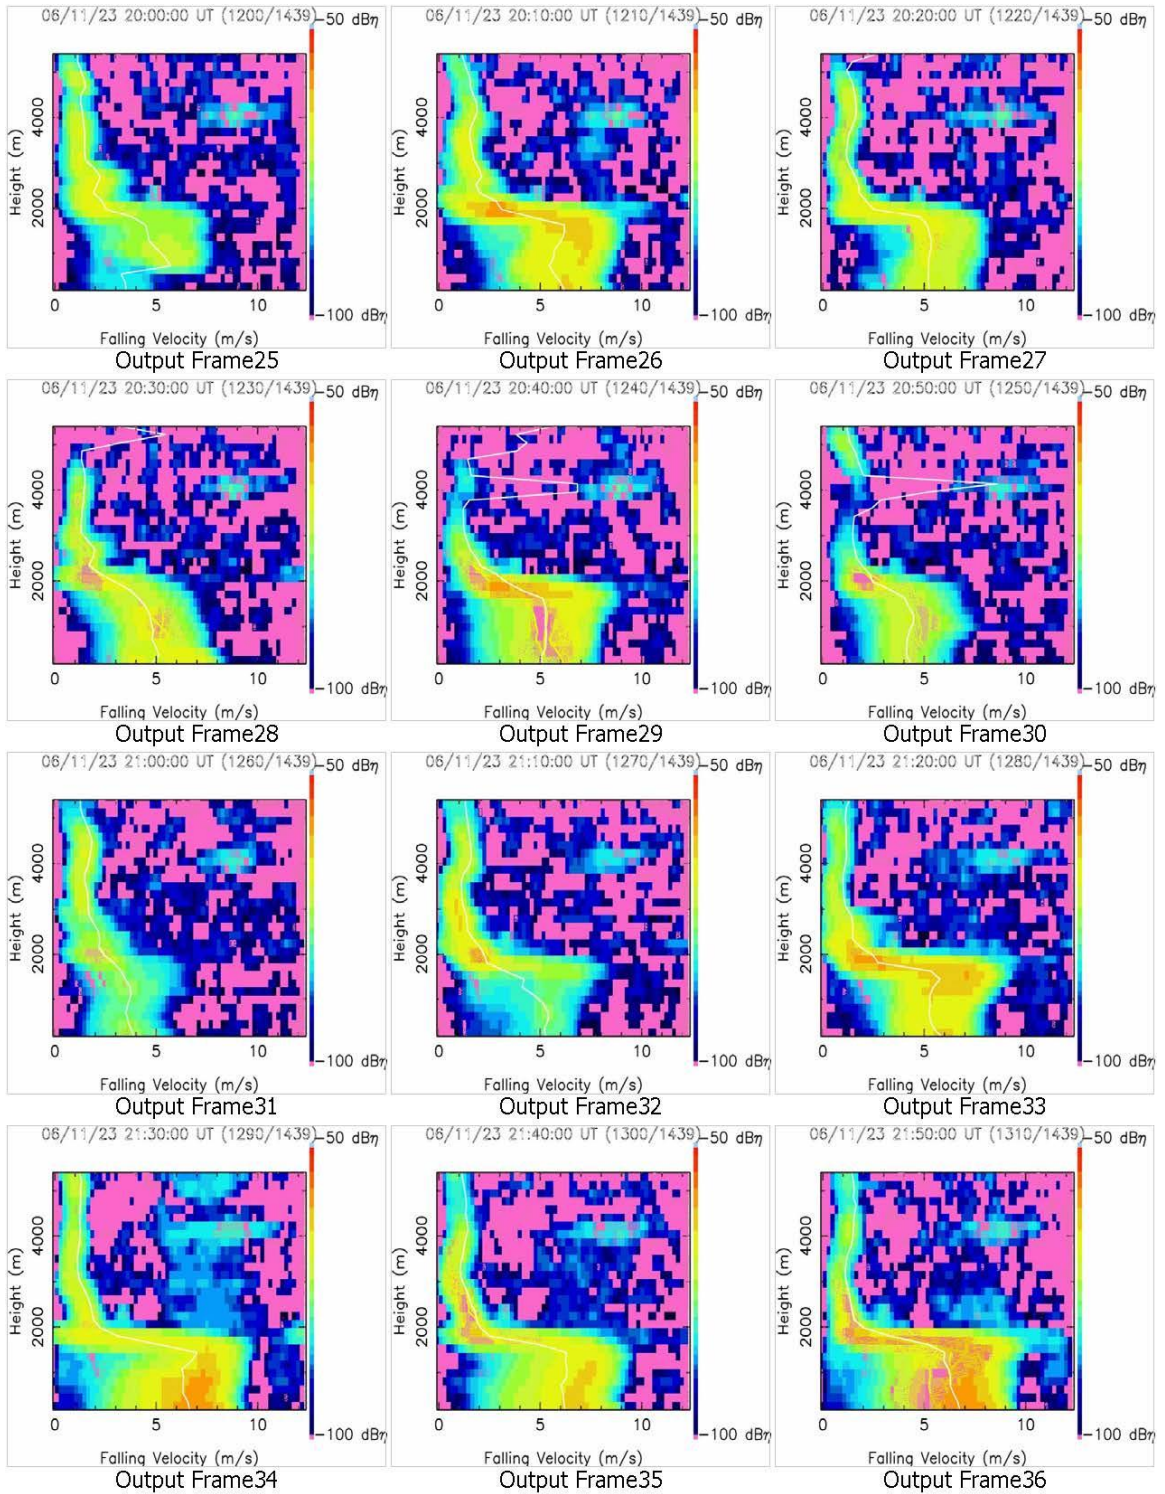 06/11/23 20:00:00 UT (1200/1439)
-50 dBη
Height (m)
4000
2000
0 5 10
-100 dBη
Falling Velocity (m/s)
Output Frame25
06/11/23 20:10:00 UT (1210/1439)
-50 dBη
Height (m)
4000
2000
0 5 10
-100 dBη
Falling Velocity (m/s)
Output Frame26
06/11/23 20:20:00 UT (1220/1439)
-50 dBη
Height (m)
4000
2000
0 5 10
-100 dBη
Falling Velocity (m/s)
Output Frame27
06/11/23 20:30:00 UT (1230/1439)
-50 dBη
Height (m)
4000
2000
0 5 10
-100 dBη
Falling Velocity (m/s)
Output Frame28
06/11/23 20:40:00 UT (1240/1439)
-50 dBη
Height (m)
4000
2000
0 5 10
-100 dBη
Falling Velocity (m/s)
Output Frame29
06/11/23 20:50:00 UT (1250/1439)
-50 dBη
Height (m)
4000
2000
0 5 10
-100 dBη
Falling Velocity (m/s)
Output Frame30
06/11/23 21:00:00 UT (1260/1439)
-50 dBη
Height (m)
4000
2000
0 5 10
-100 dBη
Falling Velocity (m/s)
Output Frame31
06/11/23 21:10:00 UT (1270/1439)
-50 dBη
Height (m)
4000
2000
0 5 10
-100 dBη
Falling Velocity (m/s)
Output Frame32
06/11/23 21:20:00 UT (1280/1439)
-50 dBη
Height (m)
4000
2000
0 5 10
-100 dBη
Falling Velocity (m/s)
Output Frame33
06/11/23 21:30:00 UT (1290/1439)
-50 dBη
Height (m)
4000
2000
0 5 10
-100 dBη
Falling Velocity (m/s)
Output Frame34
06/11/23 21:40:00 UT (1300/1439)
-50 dBη
Height (m)
4000
2000
0 5 10
-100 dBη
Falling Velocity (m/s)
Output Frame35
06/11/23 21:50:00 UT (1310/1439)
-50 dBη
Height (m)
4000
2000
0 5 10
-100 dBη
Falling Velocity (m/s)
Output Frame36